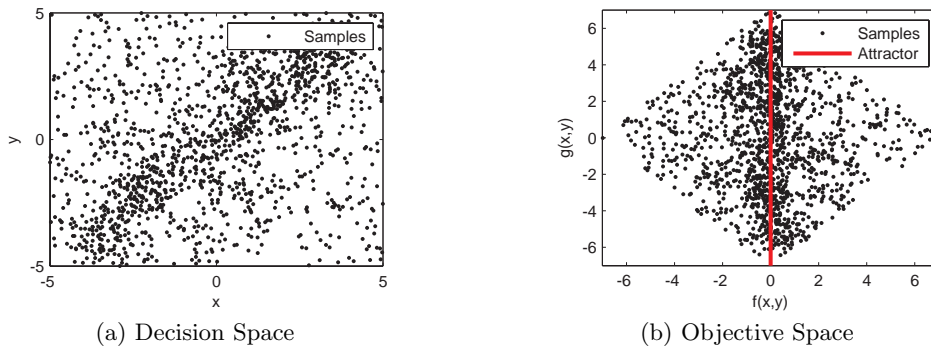 5
0
-5
y
-5
0
5
x
Samples
(a) Decision Space
6
4
2
0
-2
-4
-6
g(x,y)
-6
-4
-2
0
2
4
6
f(x,y)
Samples
Attractor
(b) Objective Space